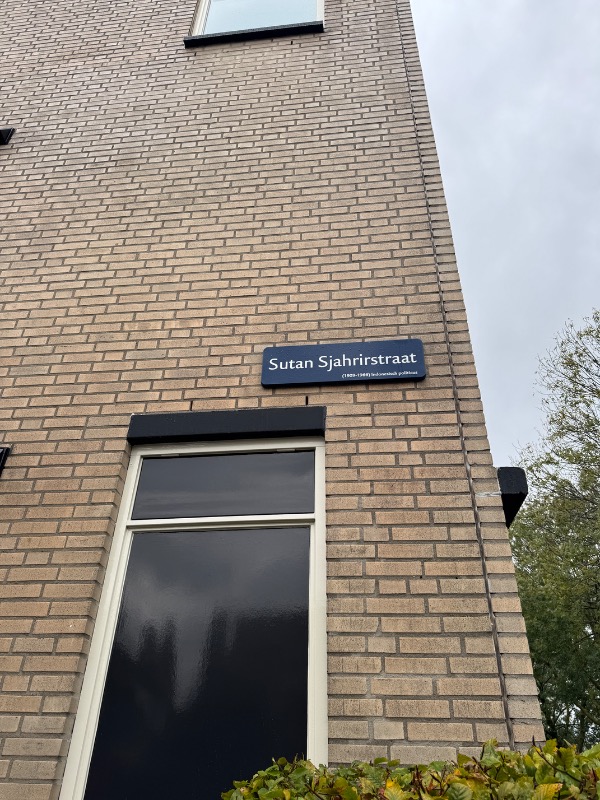 Sutan Sjahrirstraat
(1909-1966) Indonesisch politicus